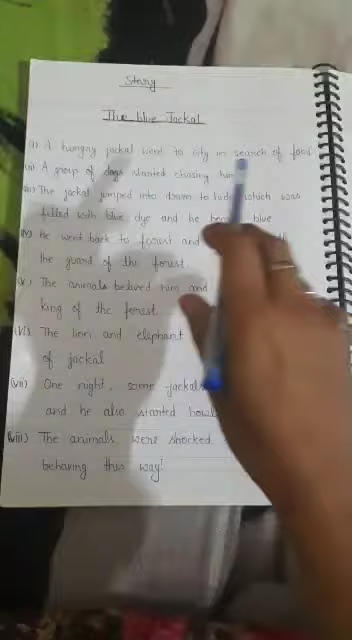 Story
The blue Jackal
(i) A hungry jackal went to city in search of food
(ii) A group of dogs started chasing him
The jackal jumped into drum to hide which was
filled with blue dye and he blue
(iv) He went back to forest and
the guard of the forest.
(v) The animals belived him and
king of the forest.
(vi) The lion and elephant
of jackal
(vii) One night, some jackals
and he also started howl
(viii) The animals were shocked.
behaving this way!